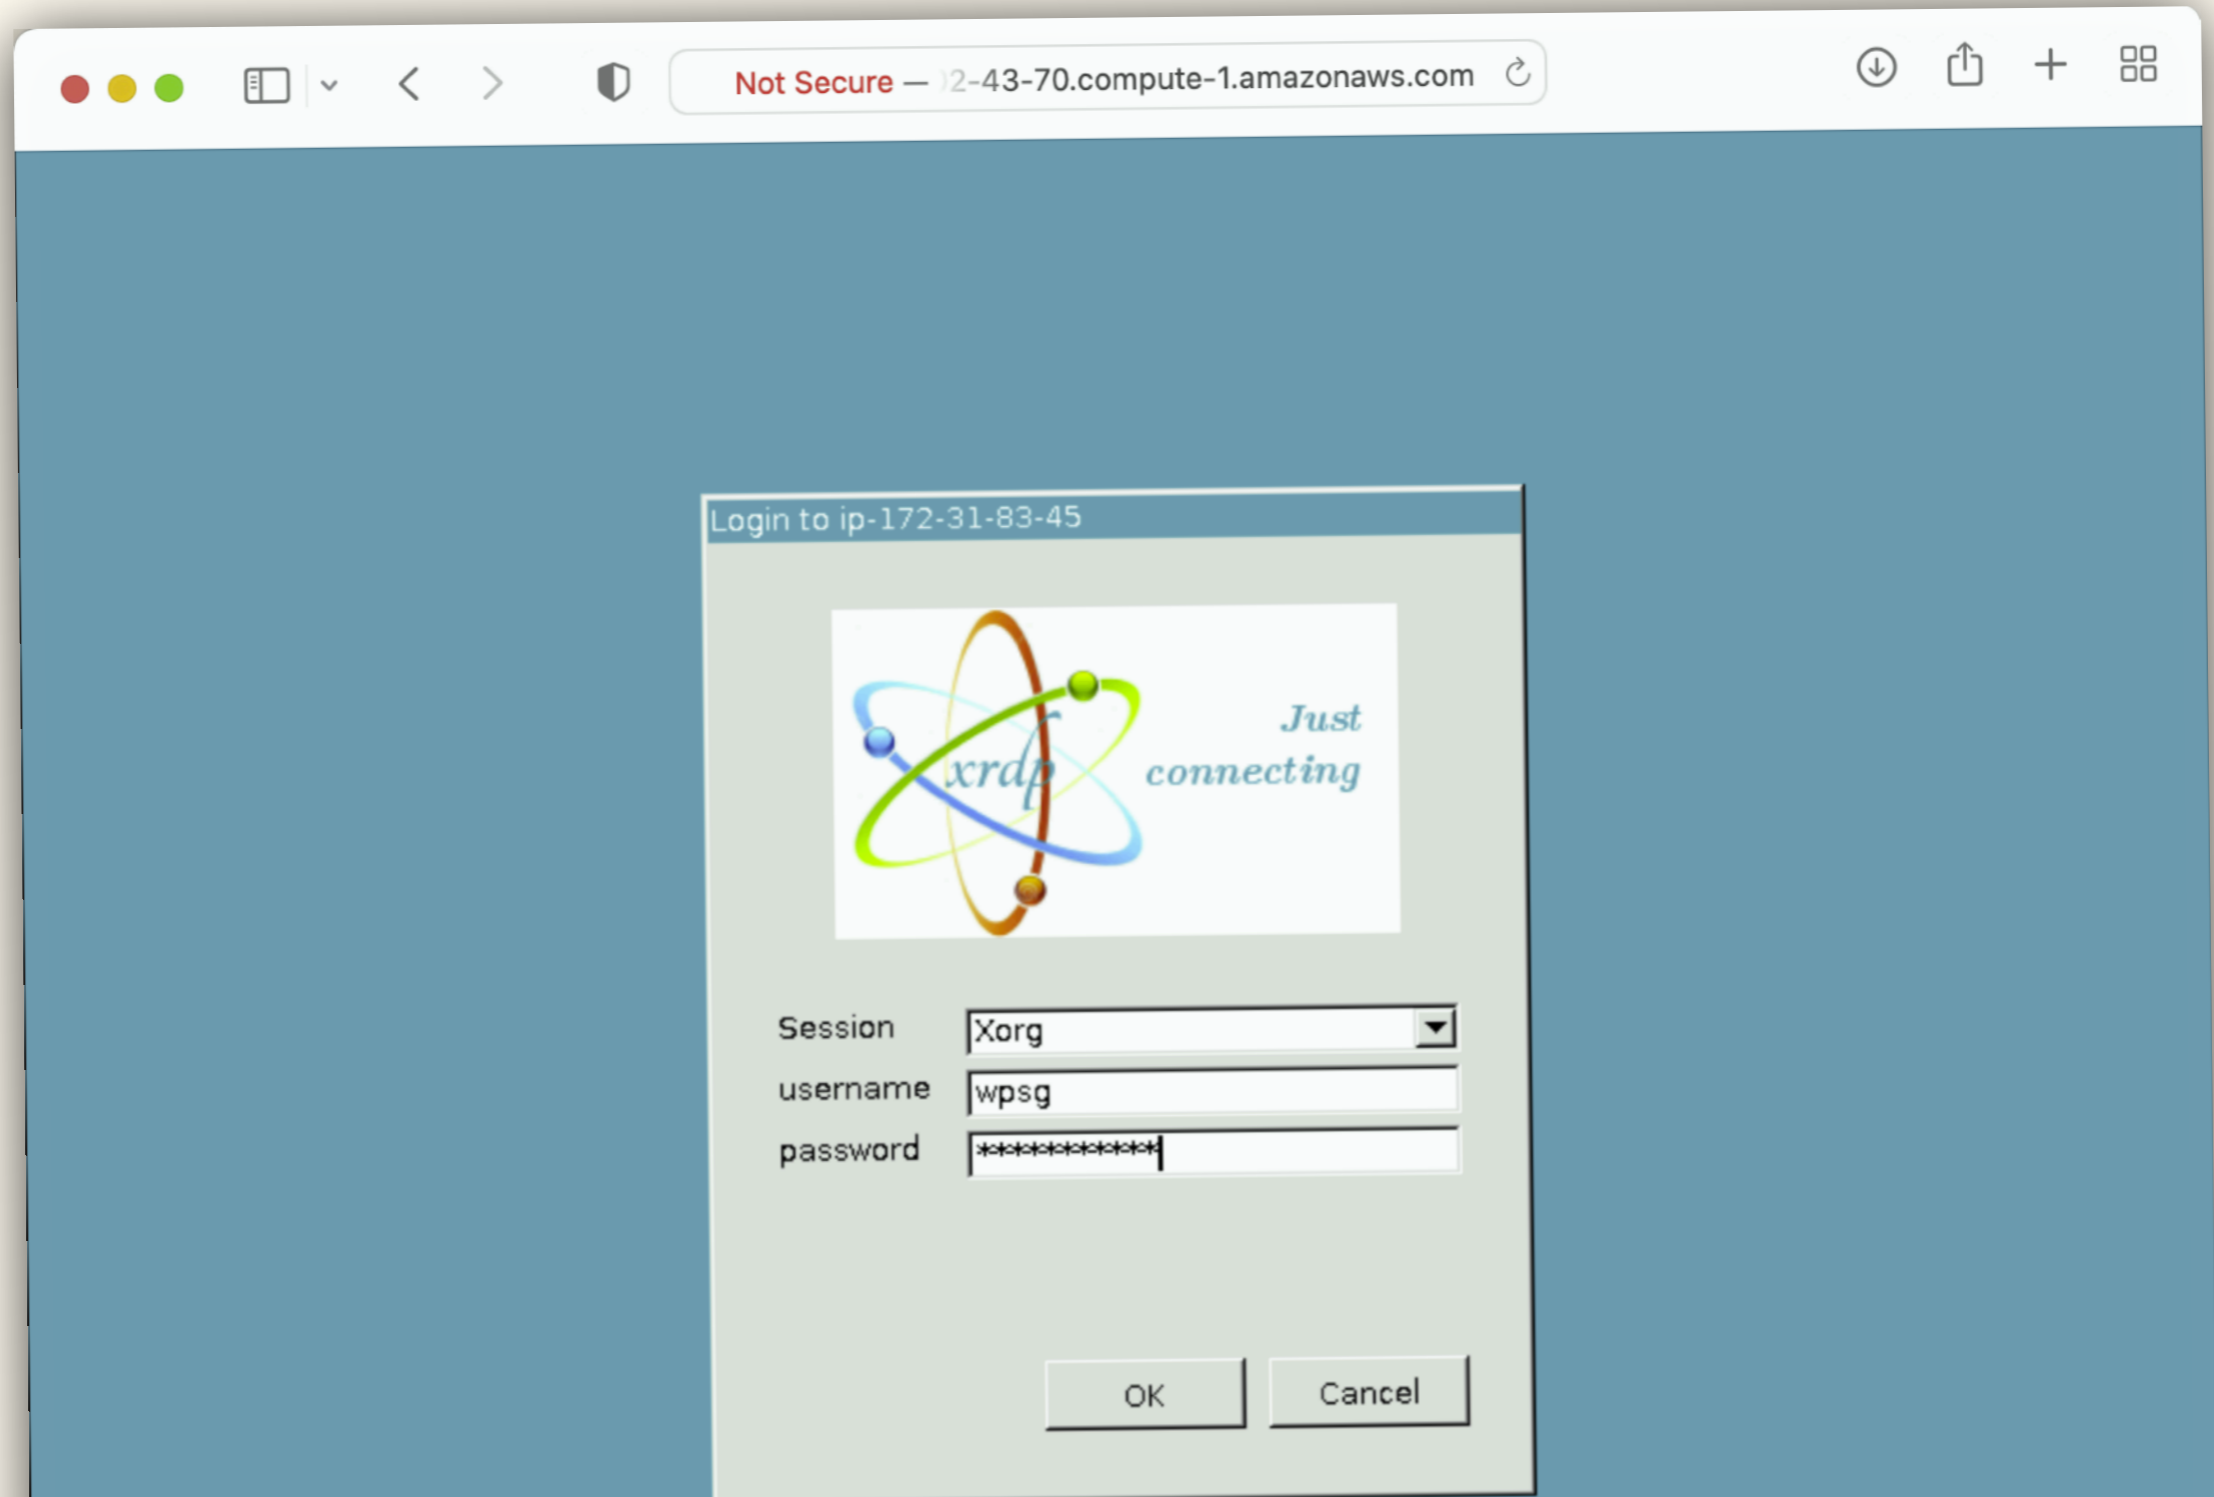 Not Secure — 2-43-70.compute-1.amazonaws.com
Login to ip-172-31-83-45
xrdp
Just
connecting
Session Xorg
username wpsg
password ***********
OK Cancel